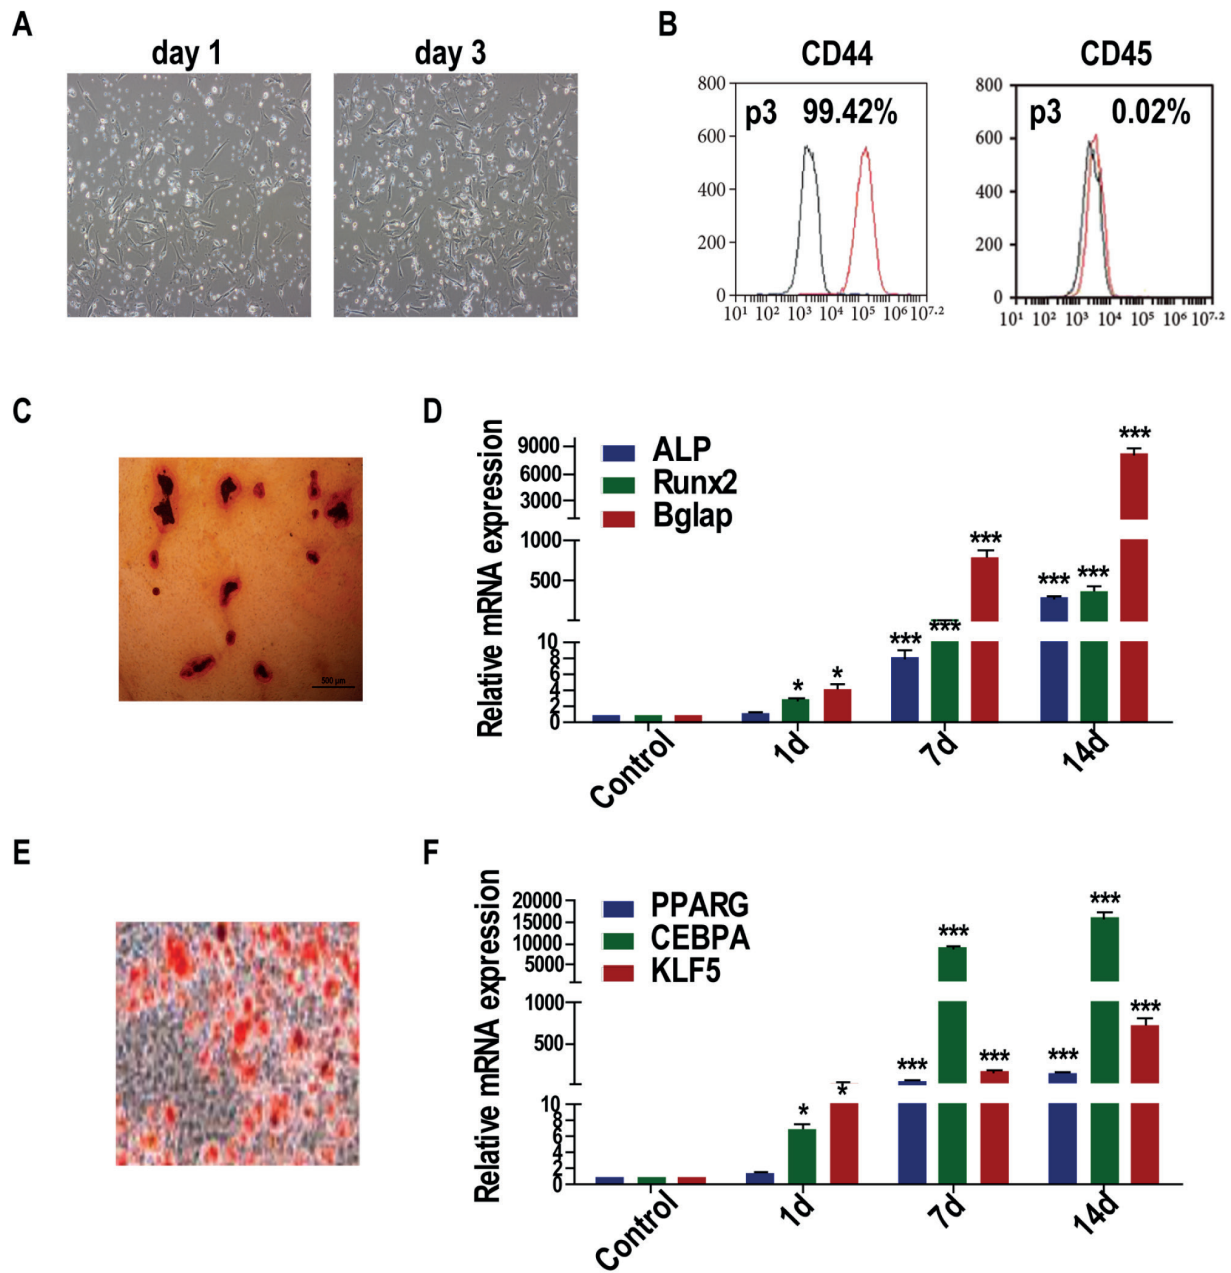 A
day 1
day 3
B
CD44
p3 99.42%
800
600
400
200
0
10¹ 10² 10³ 10⁴ 10⁵ 10⁶ 10⁷·²
CD45
p3 0.02%
800
600
400
200
0
10¹ 10² 10³ 10⁴ 10⁵ 10⁶ 10⁷·²
C
500 µm
D
Relative mRNA expression
9000
6000
3000
1000
500
10
8
6
4
2
0
ALP
Runx2
Bglap
* *
*** *** ***
*** *** ***
Control
1d
7d
14d
E
F
Relative mRNA expression
20000
15000
10000
5000
1000
500
10
8
6
4
2
0
PPARG
CEBPA
KLF5
* *
*** *** ***
*** *** ***
Control
1d
7d
14d